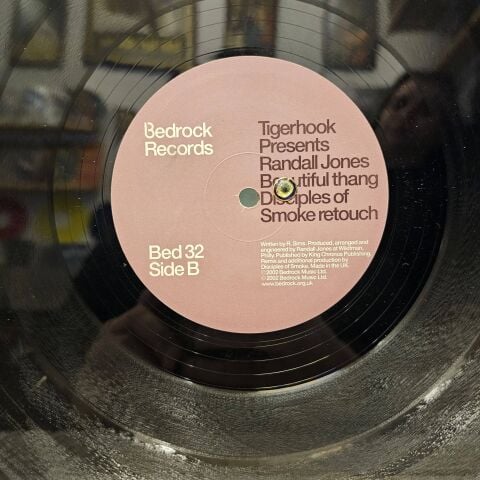 Bedrock
Records
Tigerhook
Presents
Randall Jones
Beautiful thang
Disciples of
Smoke retouch
Bed 32
Side B
Written by R. Sims. Produced, arranged and
engineered by Randall Jones at Wildman,
Philly. Published by King Chronos Publishing.
Remix and additional production by
Disciples of Smoke. Made in the UK.
℗ 2002 Bedrock Music Ltd.
© 2002 Bedrock Music Ltd.
www.bedrock.org.uk